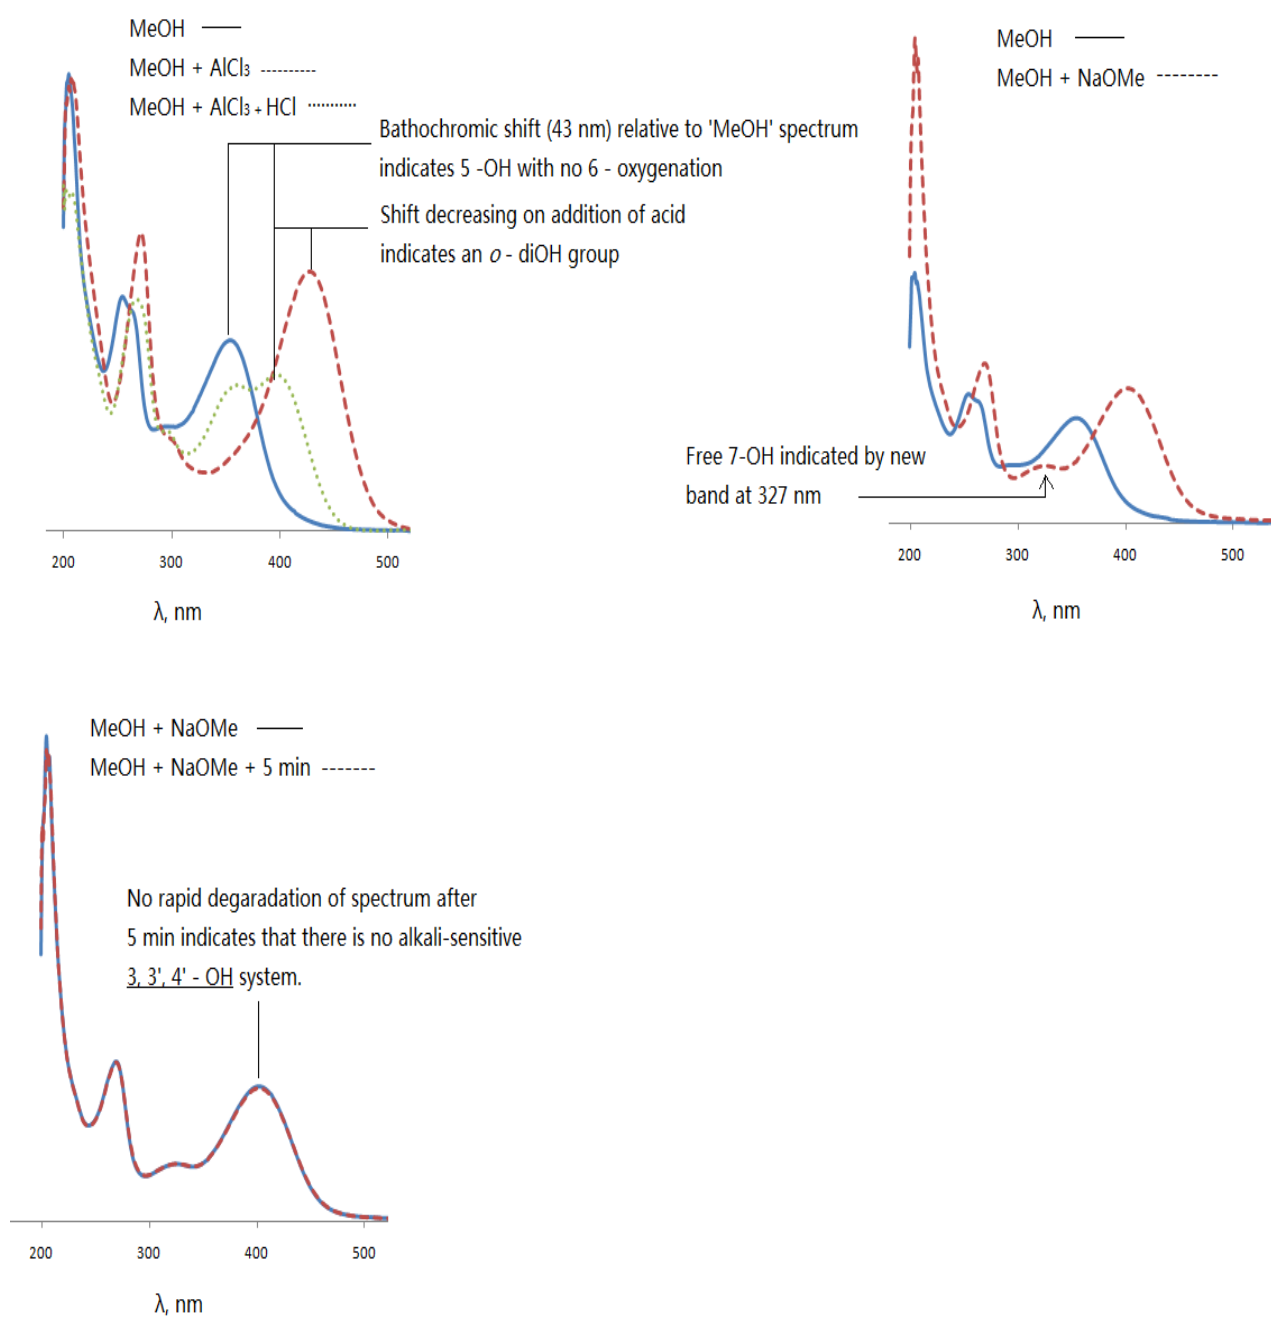 MeOH
MeOH + AlCl₃ ----------
MeOH + AlCl₃ + HCl ···········
Bathochromic shift (43 nm) relative to 'MeOH' spectrum
indicates 5 -OH with no 6 - oxygenation
Shift decreasing on addition of acid
indicates an o - diOH group
200 300 400 500
λ, nm
MeOH
MeOH + NaOMe --------
Free 7-OH indicated by new
band at 327 nm
200 300 400 500
λ, nm
MeOH + NaOMe
MeOH + NaOMe + 5 min -------
No rapid degaradation of spectrum after
5 min indicates that there is no alkali-sensitive
3, 3', 4' - OH system.
200 300 400 500
λ, nm